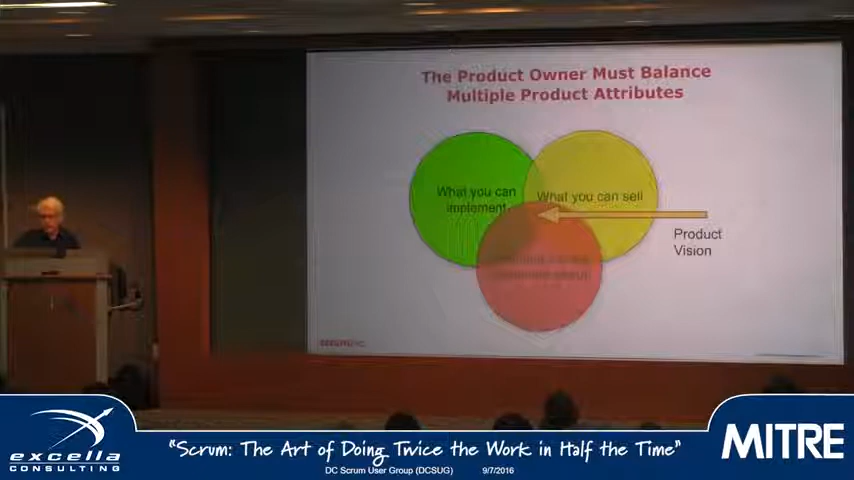 The Product Owner Must Balance
Multiple Product Attributes
What you can
implement
What you can sell
Product
Vision
excella
CONSULTING
"Scrum: The Art of Doing Twice the Work in Half the Time"
DC Scrum User Group (DCSUG) 9/7/2016
MITRE